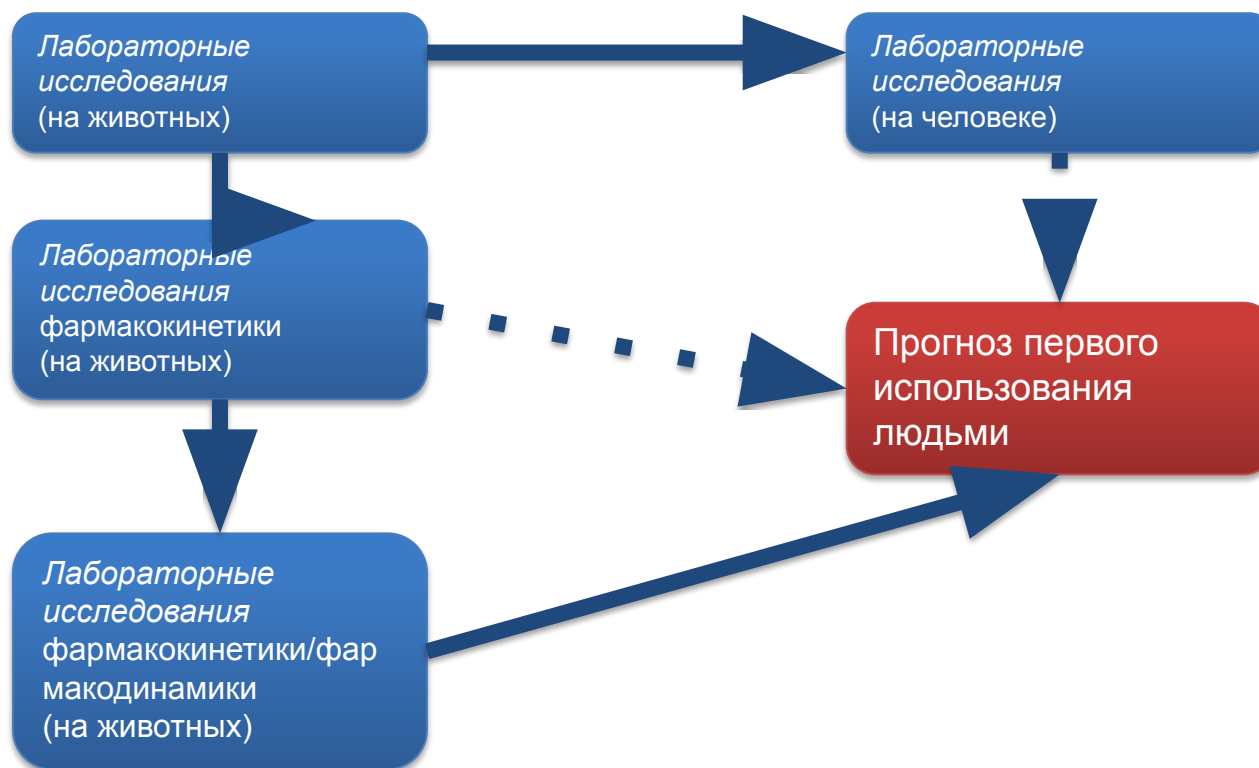 Лабораторные
исследования
(на животных)
Лабораторные
исследования
(на человеке)
Лабораторные
исследования
фармакокинетики
(на животных)
Прогноз первого
использования
людьми
Лабораторные
исследования
фармакокинетики/фар
макодинамики
(на животных)